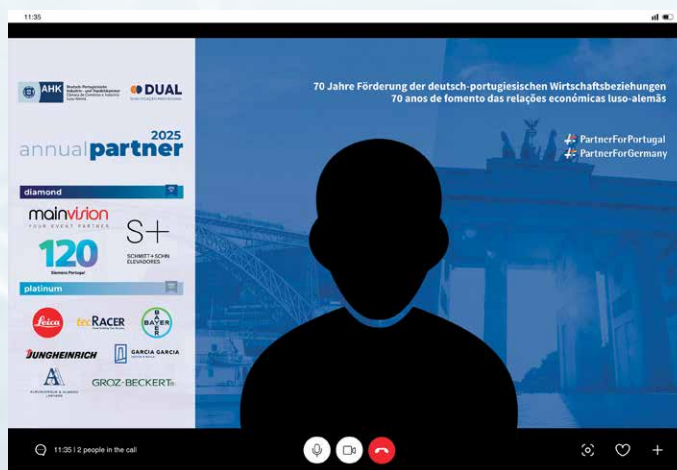 11:35
AHK
Deutsch-Portugiesische
Industrie- und Handelskammer
Câmara de Comércio e Indústria
Luso-Alemã
DUAL
2025
annual partner
diamond
mainvision
YOUR EVENT PARTNER
120
Siemens Portugal
S+
SCHMITT+SOHN
ELEVADORES
platinum
Leica
tecRACER
BAYER
BAYER
JUNGHEINRICH
GARCIA GARCIA
LAWYERS
GROZ-BECKERT
70 Jahre Förderung der deutsch-portugiesischen Wirtschaftsbeziehungen
70 anos de fomento das relações económicas luso-alemãs
# PartnerForPortugal
# PartnerForGermany
11:35 | 2 people in the call